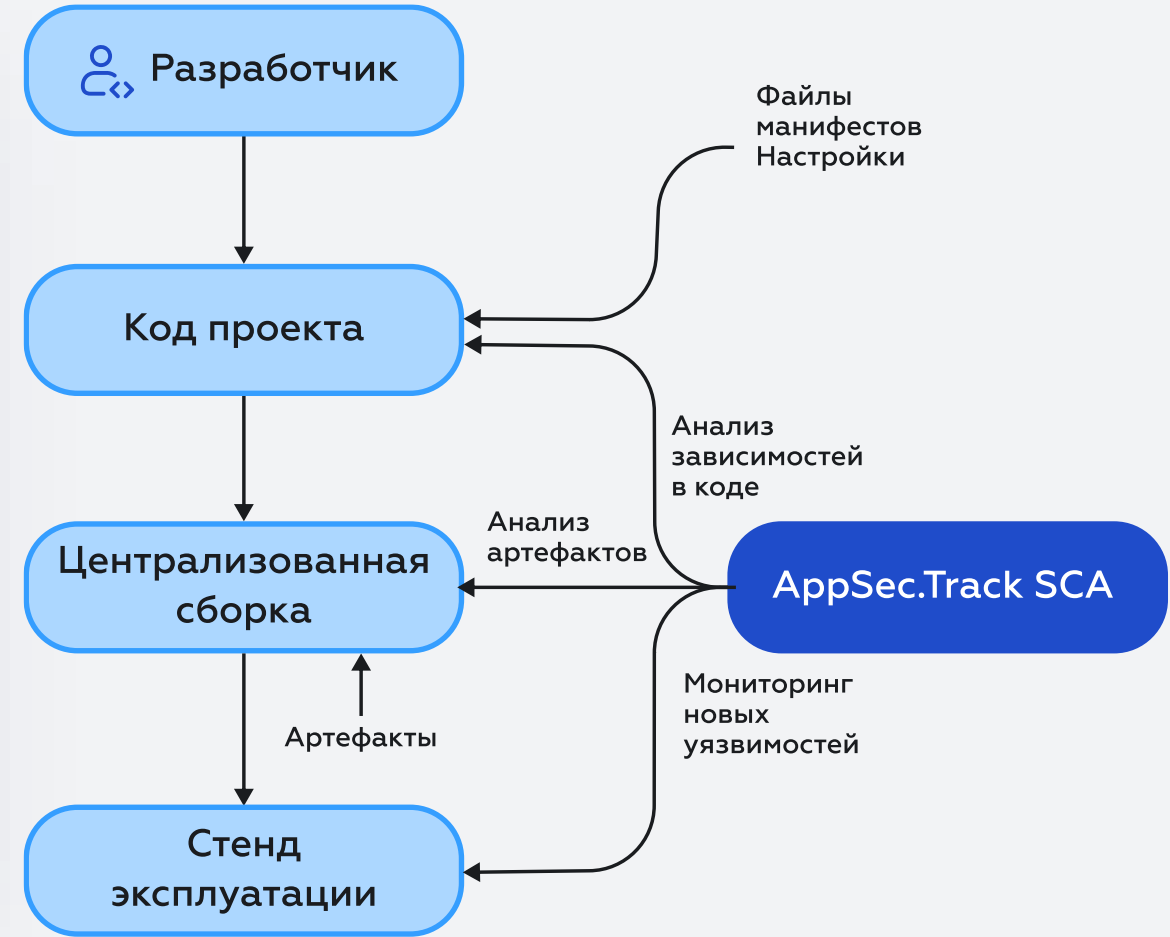 Разработчик
Файлы
манифестов
Настройки
Код проекта
Анализ
зависимостей
в коде
Анализ
артефактов
Централизованная
сборка
AppSec.Track SCA
Мониторинг
новых
уязвимостей
Артефакты
Стенд
эксплуатации